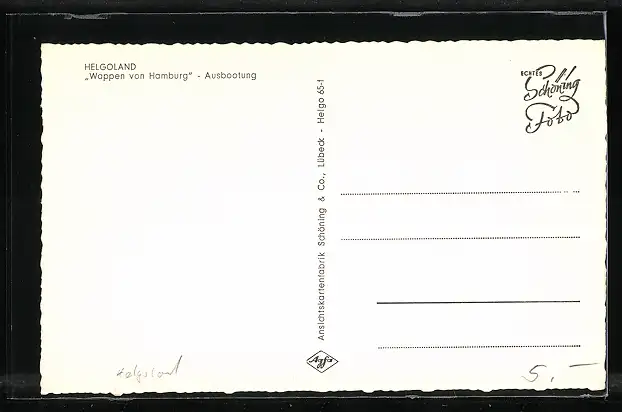 HELGOLAND
„Wappen von Hamburg" - Ausbootung
ECHTES
Schöning
Foto
Ansichtskartenfabrik Schöning & Co., Lübeck - Helgo 65-1
Agfa
Helgoland
5,—